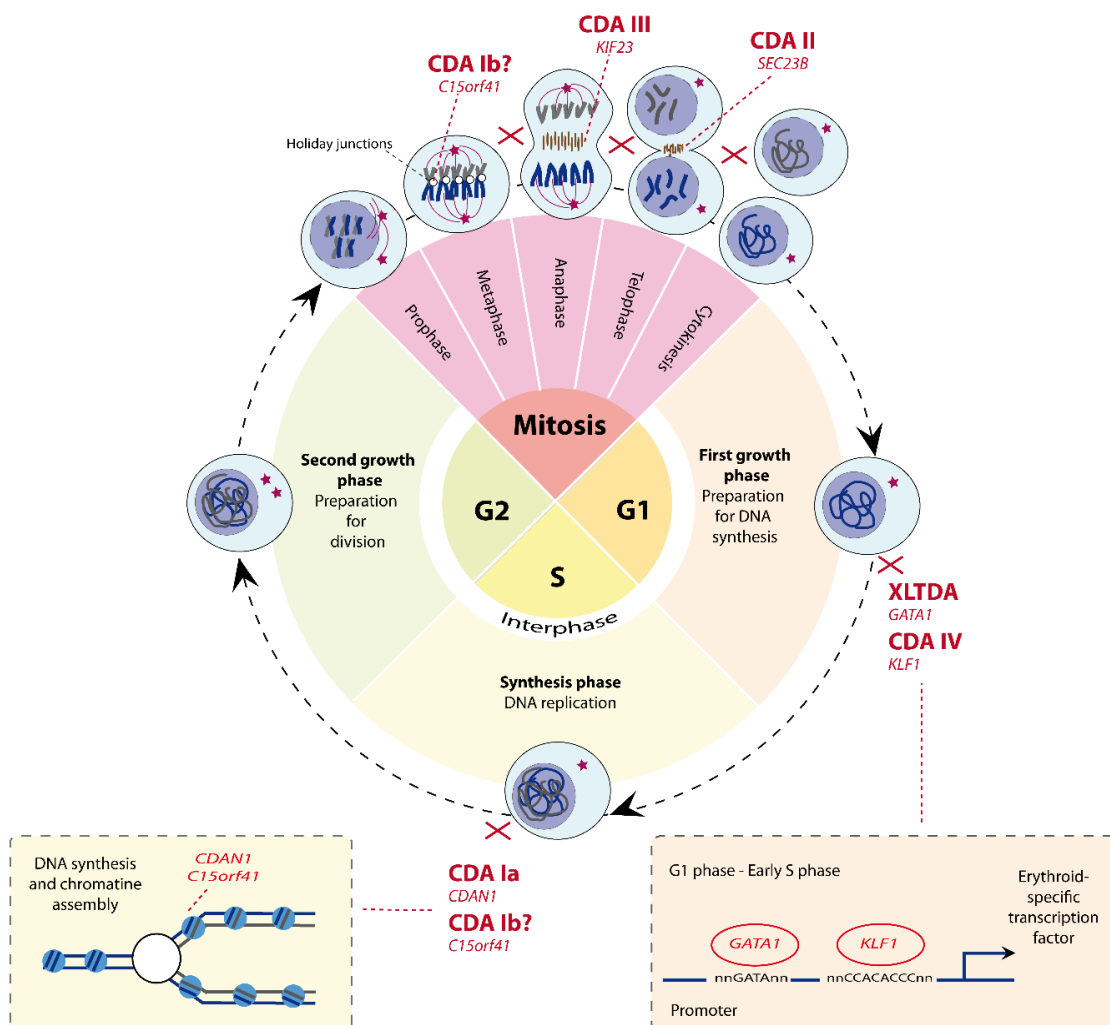 CDA III
KIF23
CDA II
SEC23B
CDA Ib?
C15orf41
Holiday junctions
Prophase
Metaphase
Anaphase
Telophase
Cytokinesis
Mitosis
G2
G1
S
Interphase
Second growth
phase
Preparation
for
division
First growth
phase
Preparation
for DNA
synthesis
Synthesis phase
DNA replication
XLTDA
GATA1
CDA IV
KLF1
CDA Ia
CDAN1
CDA Ib?
C15orf41
DNA synthesis
and chromatine
assembly
CDAN1
C15orf41
G1 phase - Early S phase
Erythroid-
specific
transcription
factor
GATA1
KLF1
nnGATAnn
nnCCACACCCnn
Promoter